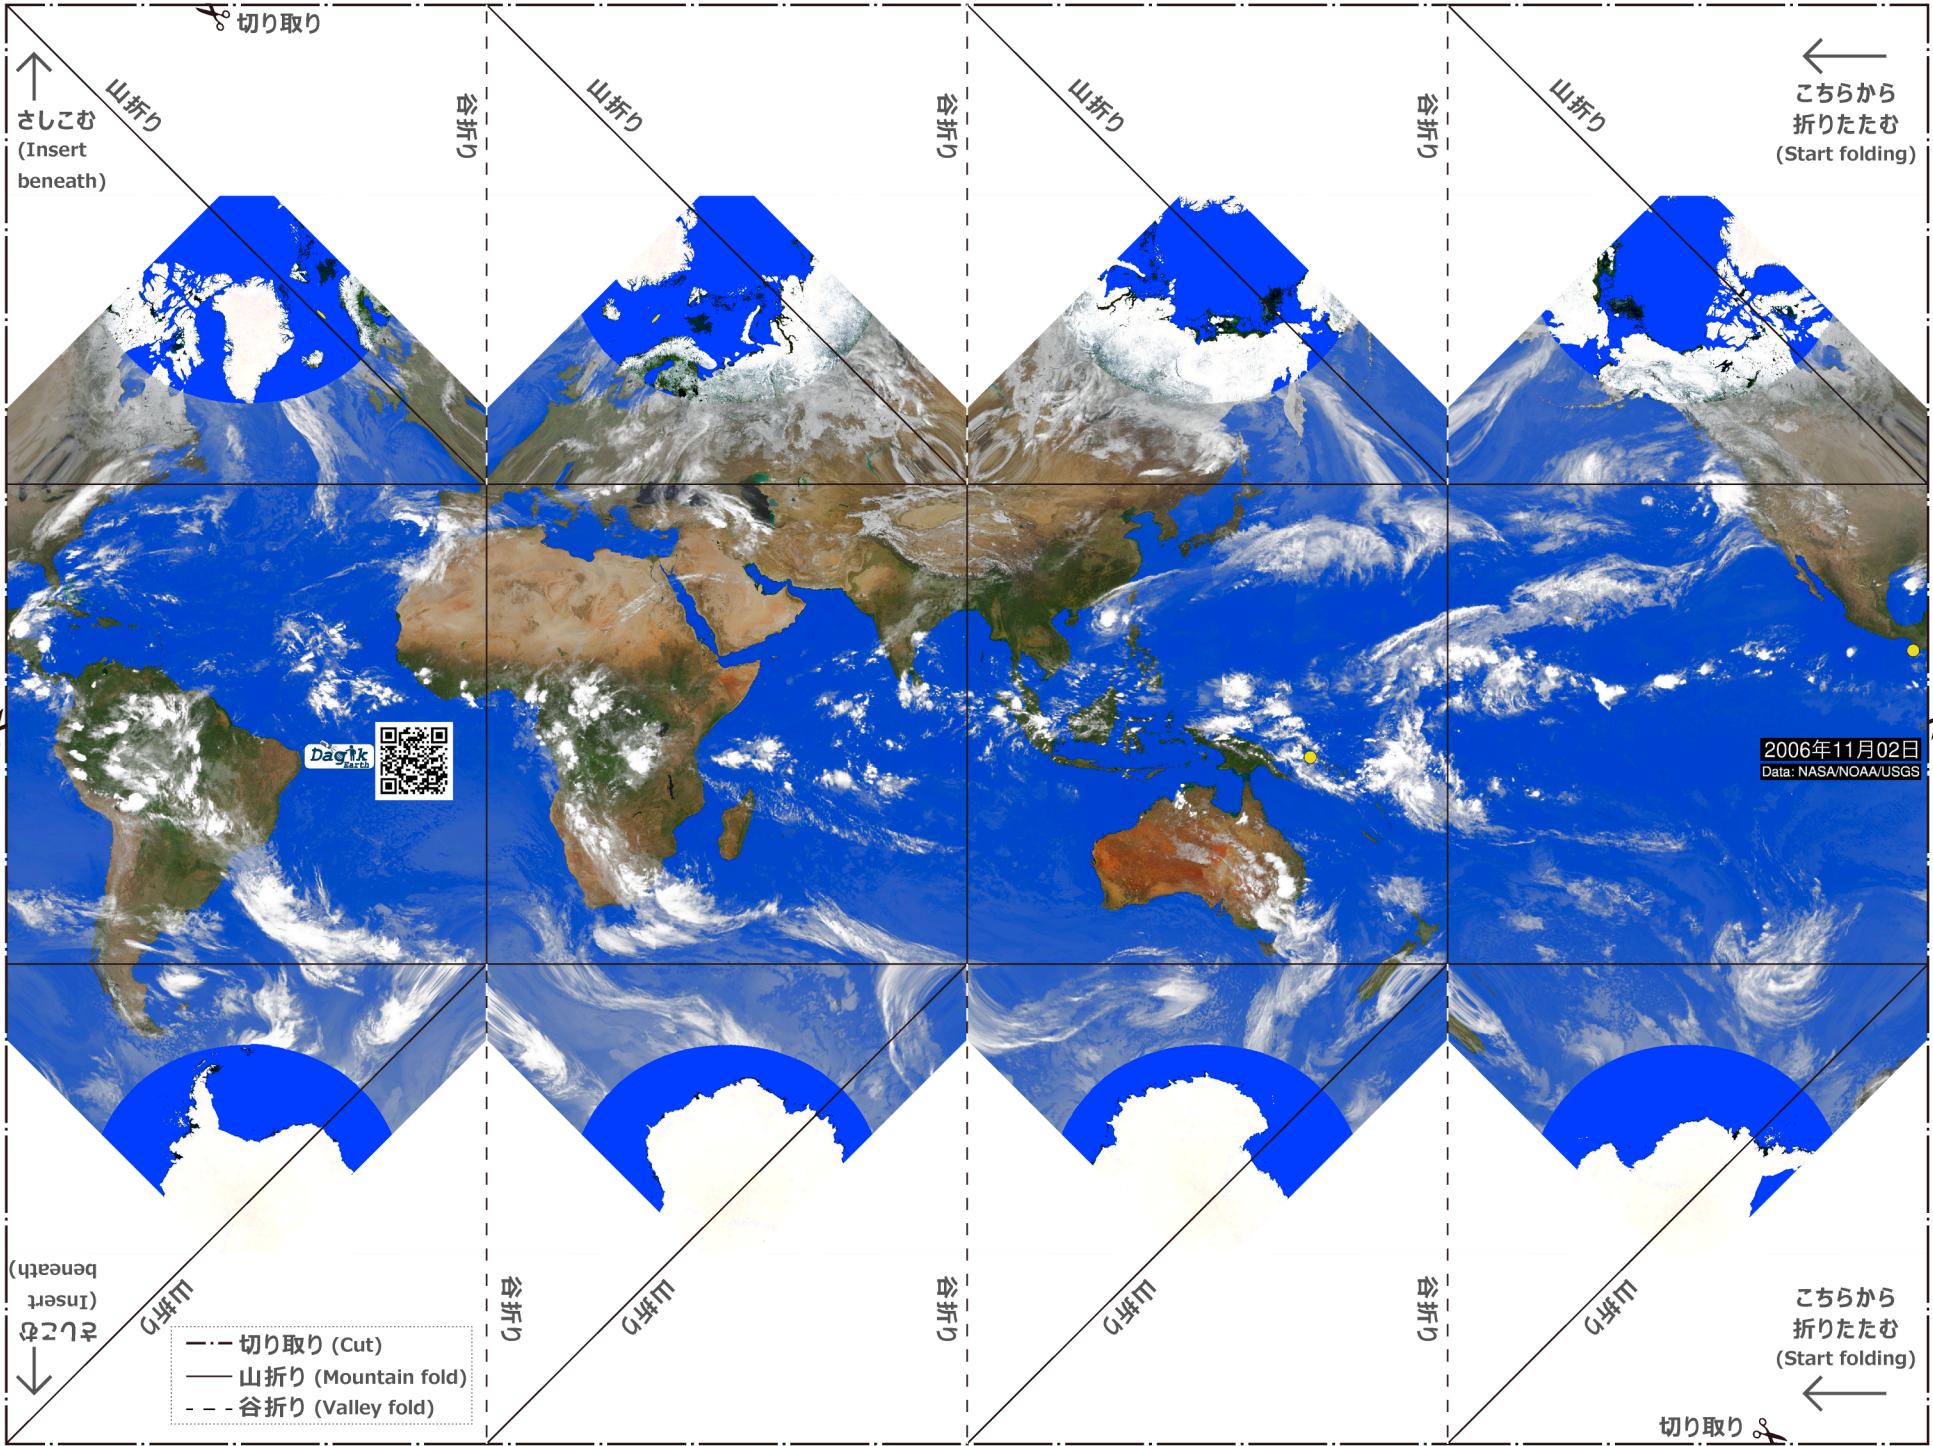 切り取り
さしこむ
(Insert
beneath)
山折り
谷折り
山折り
谷折り
山折り
谷折り
山折り
こちらから
折りたたむ
(Start folding)
Dagik
Earth
2006年11月02日
Data: NASA/NOAA/USGS
さしこむ
(Insert
beneath)
山折り
谷折り
山折り
谷折り
山折り
谷折り
山折り
こちらから
折りたたむ
(Start folding)
切り取り (Cut)
山折り (Mountain fold)
谷折り (Valley fold)
切り取り